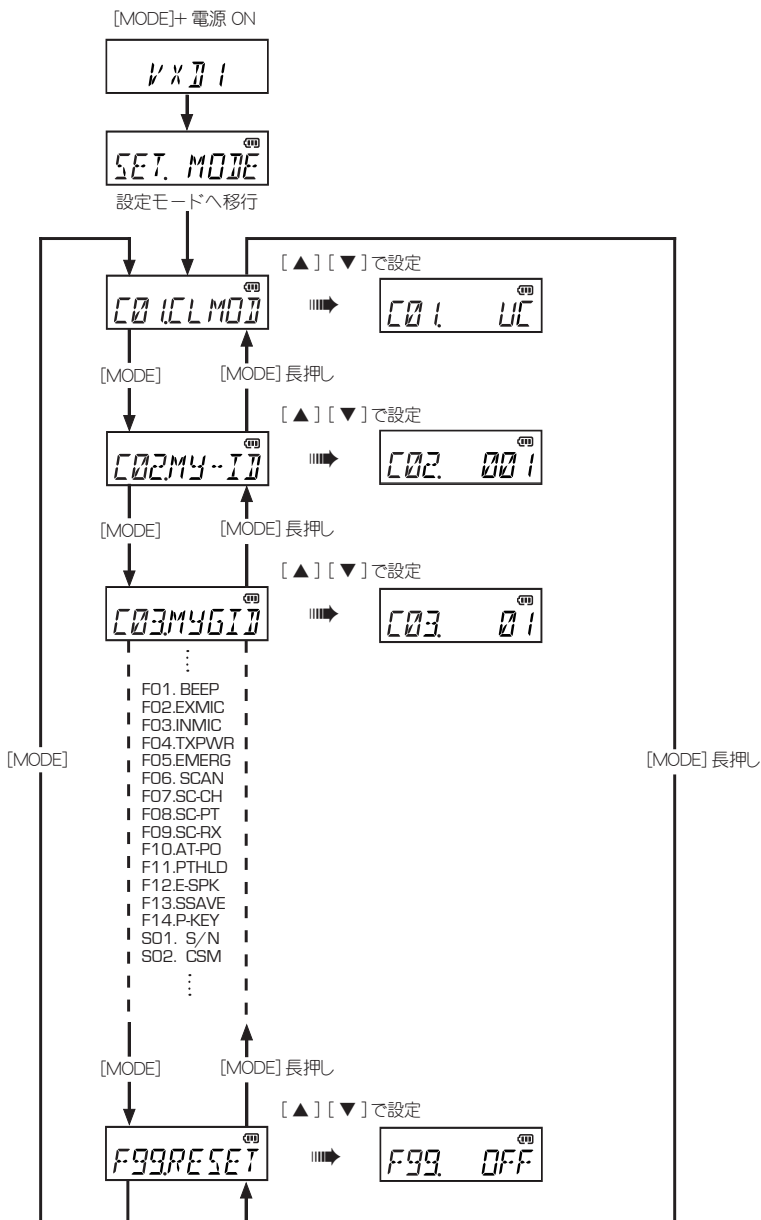 [MODE]+ 電源 ON
VXD1
SET. MODE
設定モードへ移行
[ ▲ ] [ ▼ ]で設定
C01.CLMOD
C01. UC
[MODE]
[MODE] 長押し
[ ▲ ] [ ▼ ]で設定
C02.MY-ID
C02. 001
[MODE]
[MODE] 長押し
[ ▲ ] [ ▼ ]で設定
C03.MYGID
C03. 01
F01. BEEP
F02.EXMIC
F03.INMIC
F04.TXPWR
F05.EMERG
F06. SCAN
F07.SC-CH
F08.SC-PT
F09.SC-RX
F10.AT-PO
F11.PTHLD
F12.E-SPK
F13.SSAVE
F14.P-KEY
S01. S/N
S02. CSM
[MODE]
[MODE] 長押し
[MODE]
[MODE] 長押し
[ ▲ ] [ ▼ ]で設定
F99.RESET
F99. OFF